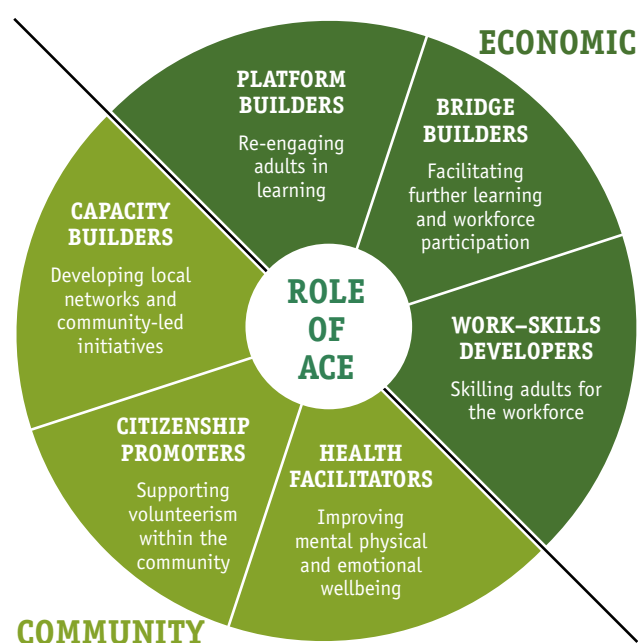 ECONOMIC
PLATFORM
BUILDERS
Re-engaging
adults in
learning
BRIDGE
BUILDERS
Facilitating
further learning
and workforce
participation
WORK–SKILLS
DEVELOPERS
Skilling adults for
the workforce
HEALTH
FACILITATORS
Improving
mental physical
and emotional
wellbeing
CITIZENSHIP
PROMOTERS
Supporting
volunteerism
within the
community
CAPACITY
BUILDERS
Developing local
networks and
community-led
initiatives
ROLE
OF
ACE
COMMUNITY